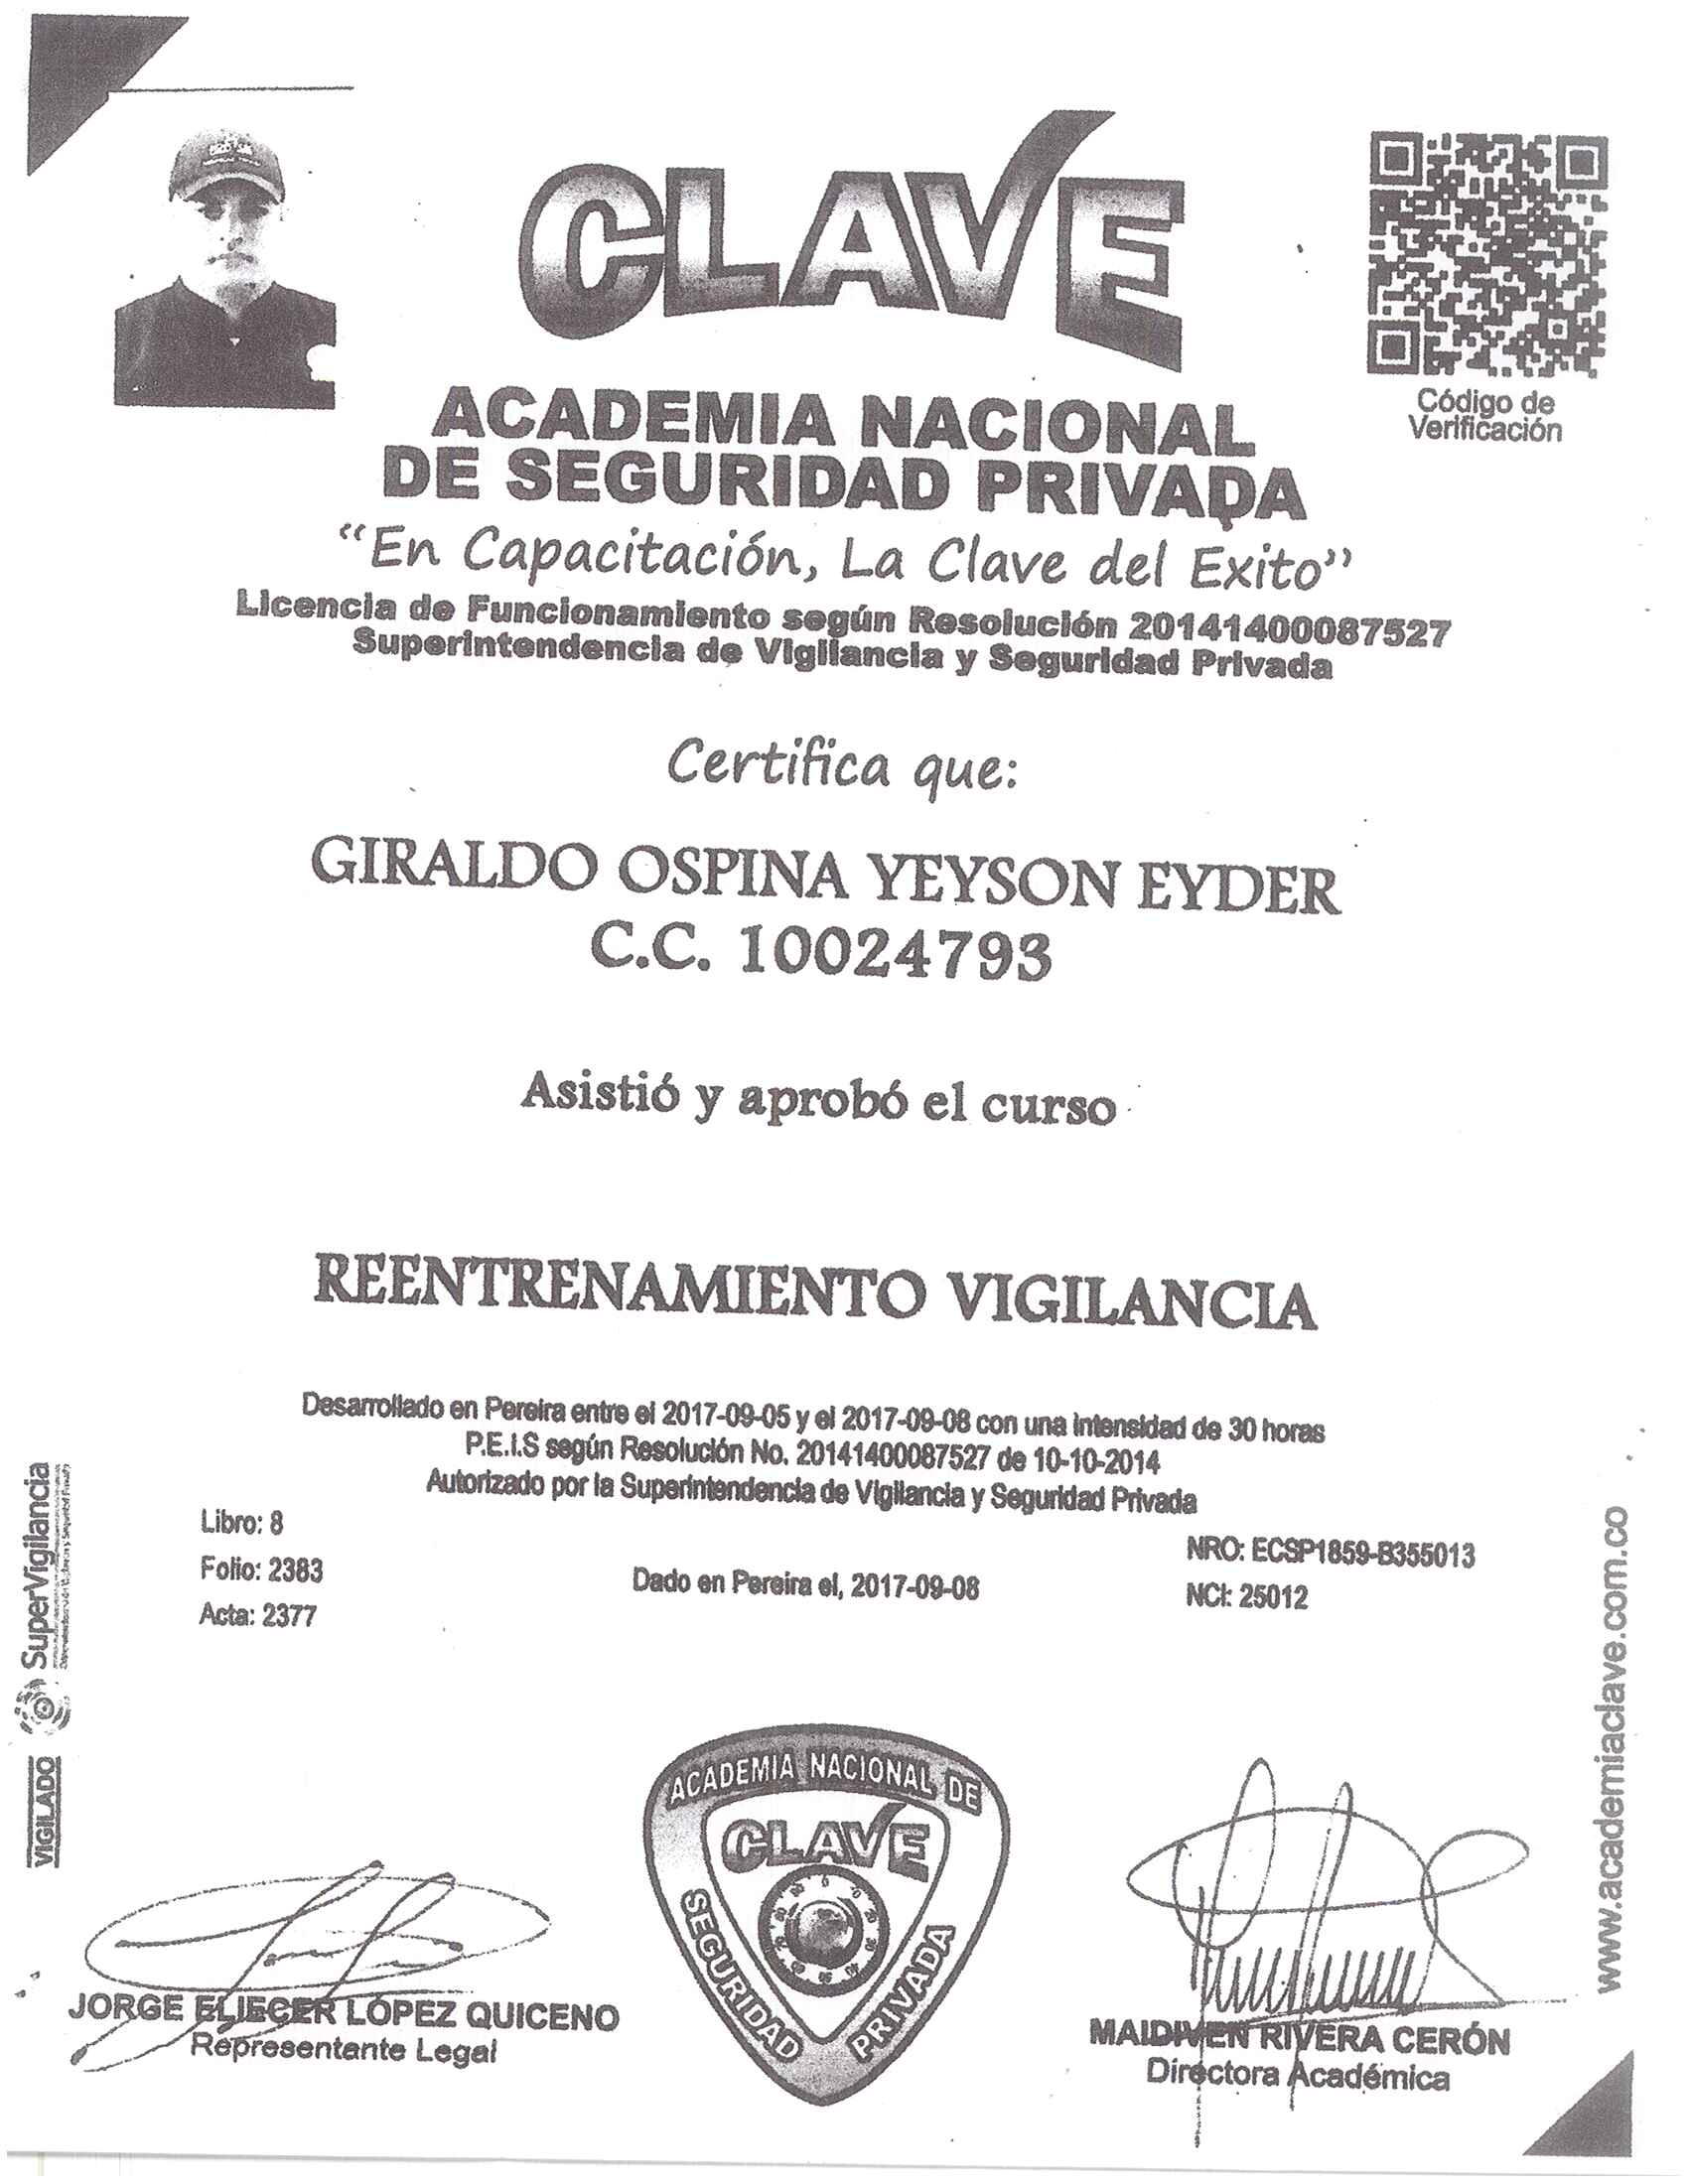 CLAVE
Código de
Verificación
ACADEMIA NACIONAL
DE SEGURIDAD PRIVADA
“En Capacitación, La Clave del Exito”
Licencia de Funcionamiento según Resolución 20141400087527
Superintendencia de Vigilancia y Seguridad Privada
Certifica que:
GIRALDO OSPINA YEYSON EYDER
C.C. 10024793
Asistió y aprobó el curso
REENTRENAMIENTO VIGILANCIA
Desarrollado en Pereira entre el 2017-09-05 y el 2017-09-08 con una intensidad de 30 horas
P.E.I.S según Resolución No. 20141400087527 de 10-10-2014
Autorizado por la Superintendencia de Vigilancia y Seguridad Privada
Libro: 8
Folio: 2383
Acta: 2377
Dado en Pereira el, 2017-09-08
NRO: ECSP1859-B355013
NCI: 25012
VIGILADO SuperVigilancia
www.academiaclave.com.co
ACADEMIA NACIONAL DE
CLAVE
SEGURIDAD PRIVADA
JORGE ELIECER LÓPEZ QUICENO
Representante Legal
MAIDIVEN RIVERA CERÓN
Directora Académica